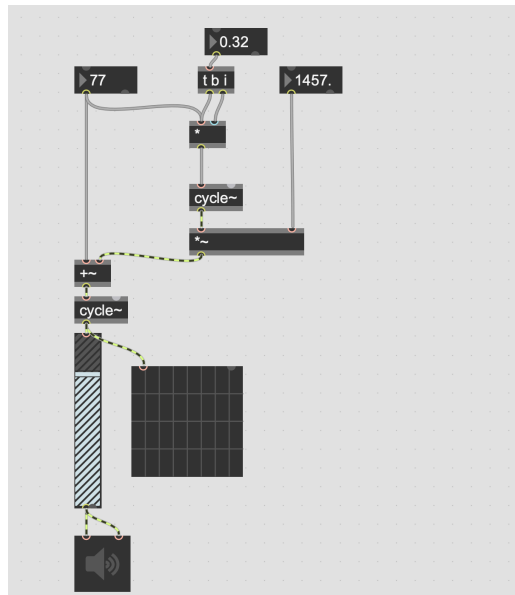 0.32
77
t b i
1457.
*
cycle~
*~
+~
cycle~